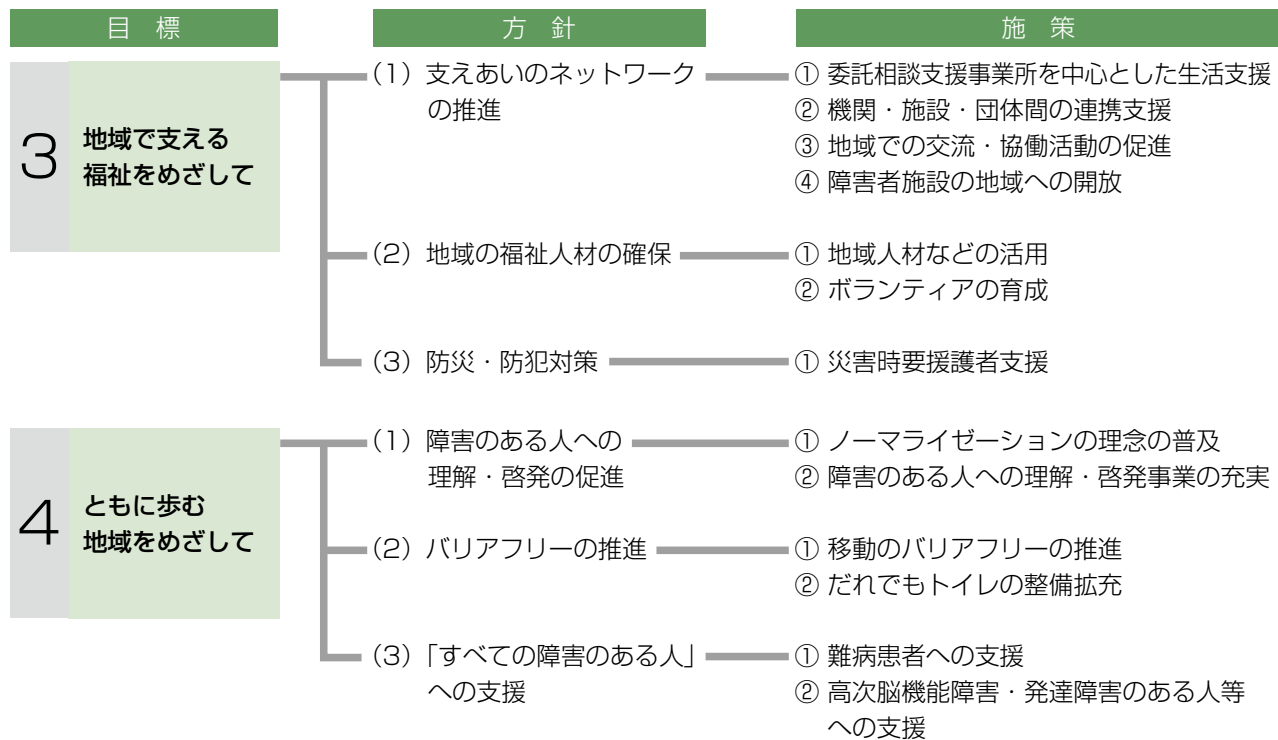 目標
方針
施策
3
地域で支える
福祉をめざして
(1) 支えあいのネットワーク
の推進
① 委託相談支援事業所を中心とした生活支援
② 機関・施設・団体間の連携支援
③ 地域での交流・協働活動の促進
④ 障害者施設の地域への開放
(2) 地域の福祉人材の確保
① 地域人材などの活用
② ボランティアの育成
(3) 防災・防犯対策
① 災害時要援護者支援
4
ともに歩む
地域をめざして
(1) 障害のある人への
理解・啓発の促進
① ノーマライゼーションの理念の普及
② 障害のある人への理解・啓発事業の充実
(2) バリアフリーの推進
① 移動のバリアフリーの推進
② だれでもトイレの整備拡充
(3) 「すべての障害のある人」
への支援
① 難病患者への支援
② 高次脳機能障害・発達障害のある人等
への支援